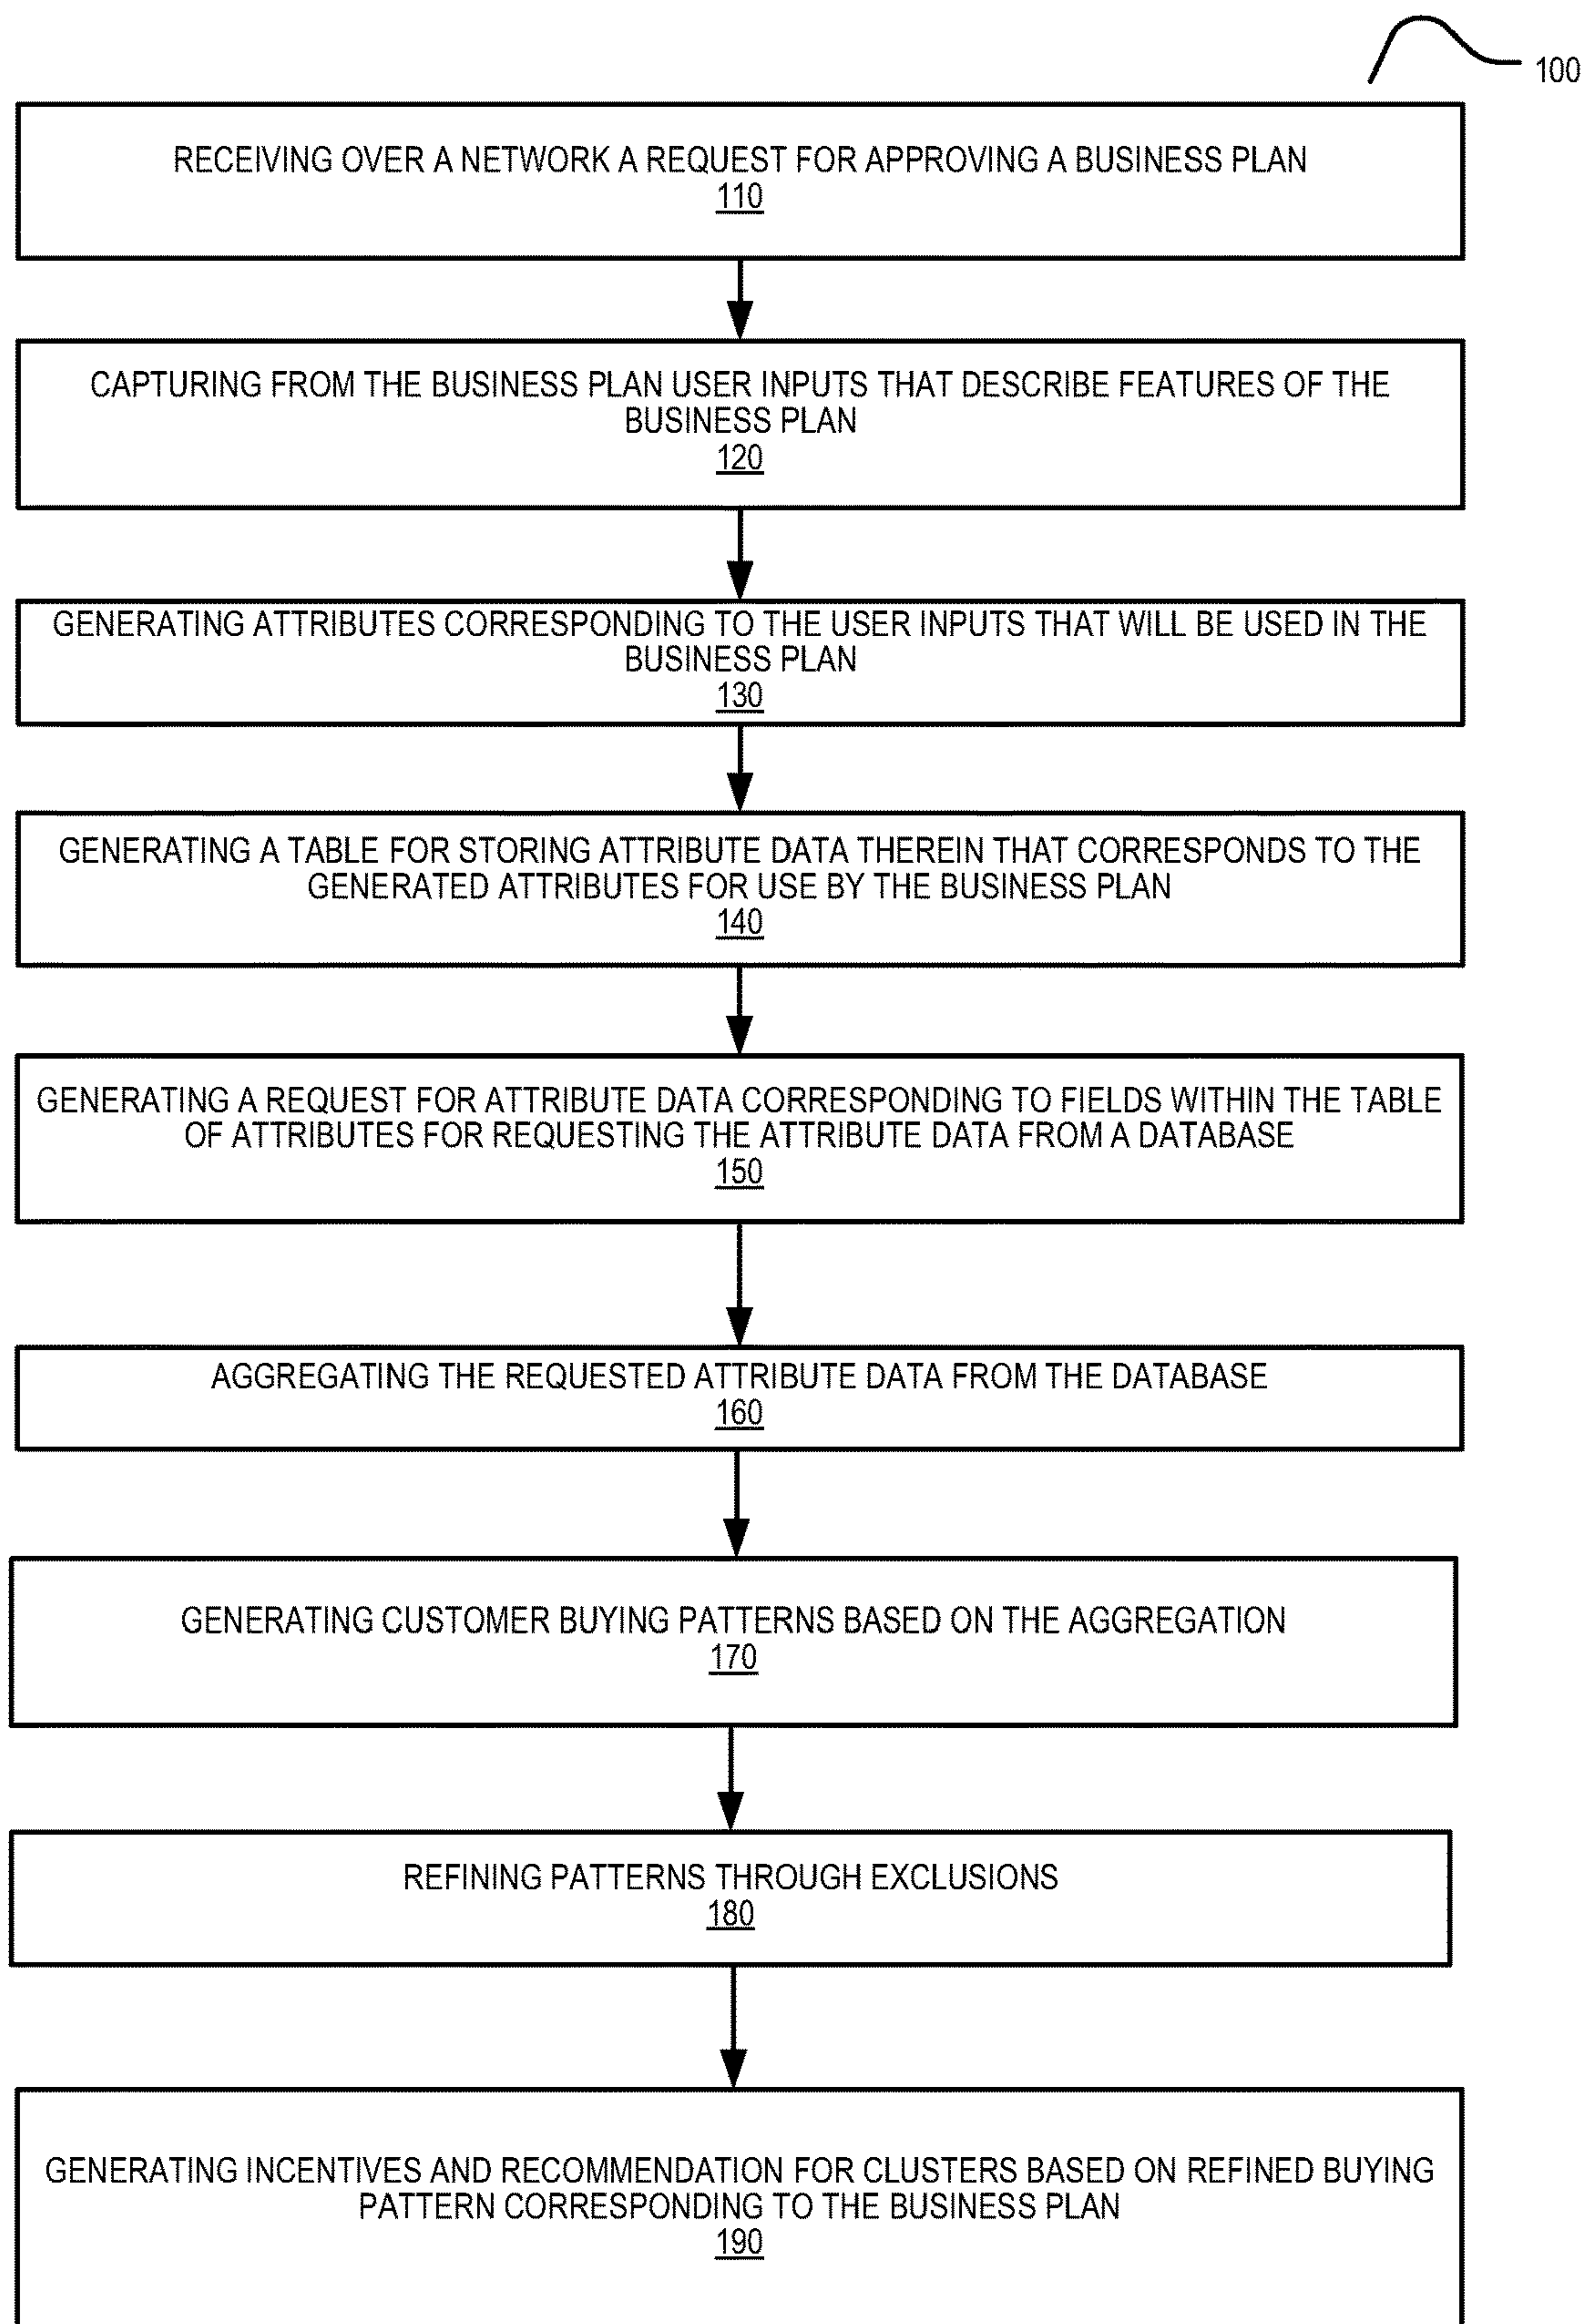 100
RECEIVING OVER A NETWORK A REQUEST FOR APPROVING A BUSINESS PLAN
110
CAPTURING FROM THE BUSINESS PLAN USER INPUTS THAT DESCRIBE FEATURES OF THE
BUSINESS PLAN
120
GENERATING ATTRIBUTES CORRESPONDING TO THE USER INPUTS THAT WILL BE USED IN THE
BUSINESS PLAN
130
GENERATING A TABLE FOR STORING ATTRIBUTE DATA THEREIN THAT CORRESPONDS TO THE
GENERATED ATTRIBUTES FOR USE BY THE BUSINESS PLAN
140
GENERATING A REQUEST FOR ATTRIBUTE DATA CORRESPONDING TO FIELDS WITHIN THE TABLE
OF ATTRIBUTES FOR REQUESTING THE ATTRIBUTE DATA FROM A DATABASE
150
AGGREGATING THE REQUESTED ATTRIBUTE DATA FROM THE DATABASE
160
GENERATING CUSTOMER BUYING PATTERNS BASED ON THE AGGREGATION
170
REFINING PATTERNS THROUGH EXCLUSIONS
180
GENERATING INCENTIVES AND RECOMMENDATION FOR CLUSTERS BASED ON REFINED BUYING
PATTERN CORRESPONDING TO THE BUSINESS PLAN
190